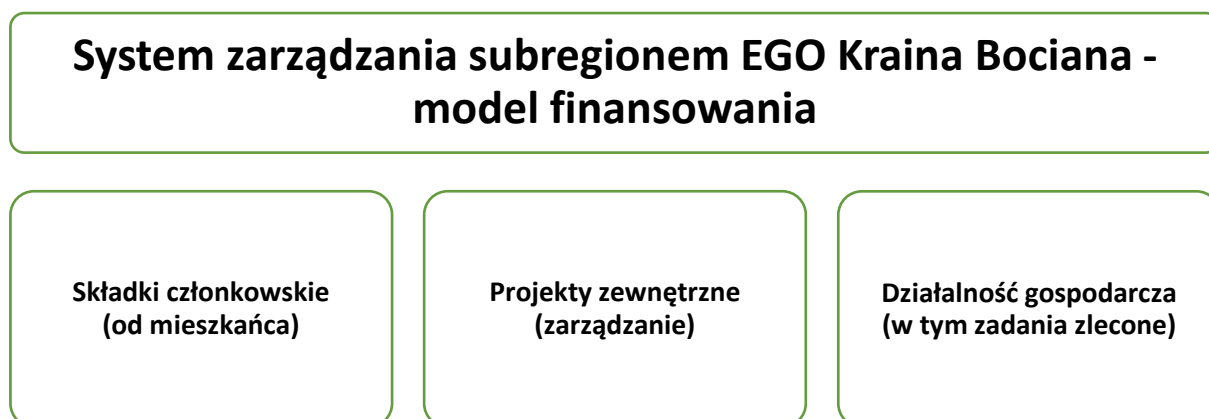 System zarządzania subregionem EGO Kraina Bociana -
model finansowania
Składki członkowskie
(od mieszkańca)
Projekty zewnętrzne
(zarządzanie)
Działalność gospodarcza
(w tym zadania zlecone)